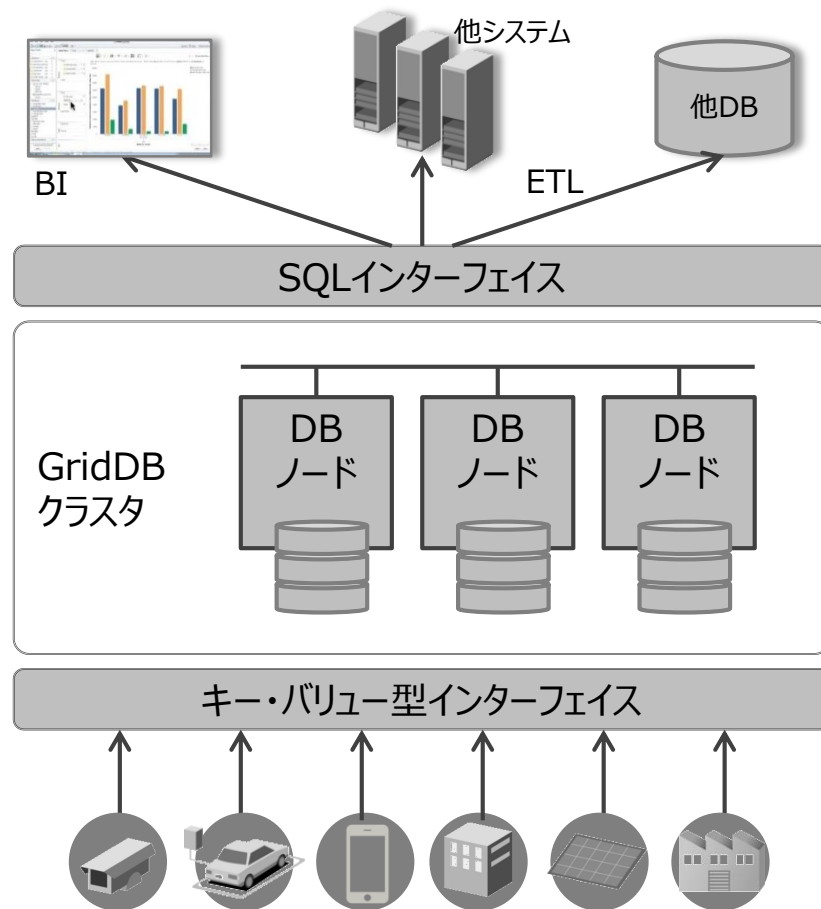 他システム
他DB
BI
ETL
SQLインターフェイス
DB
ノード
DB
ノード
DB
ノード
GridDB
クラスタ
キー・バリュー型インターフェイス